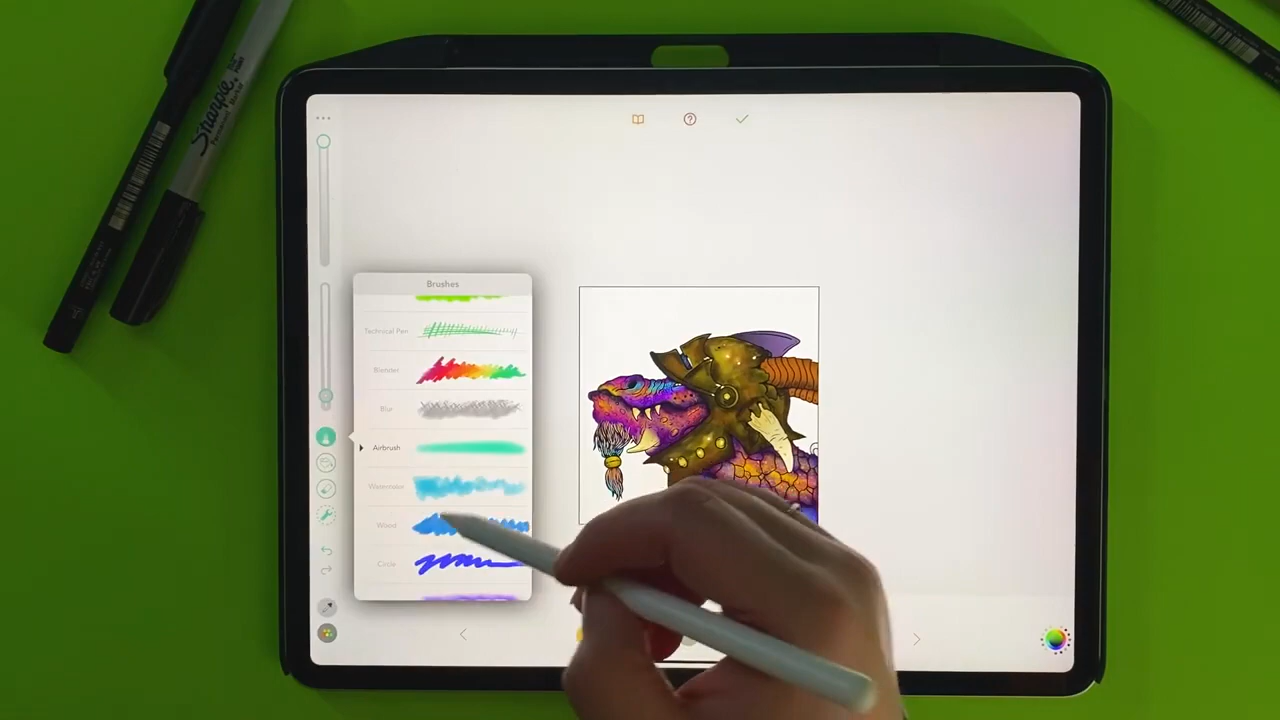 Sharpie
Brushes
Technical Pen
Blender
Blur
Airbrush
Watercolor
Wood
Circle